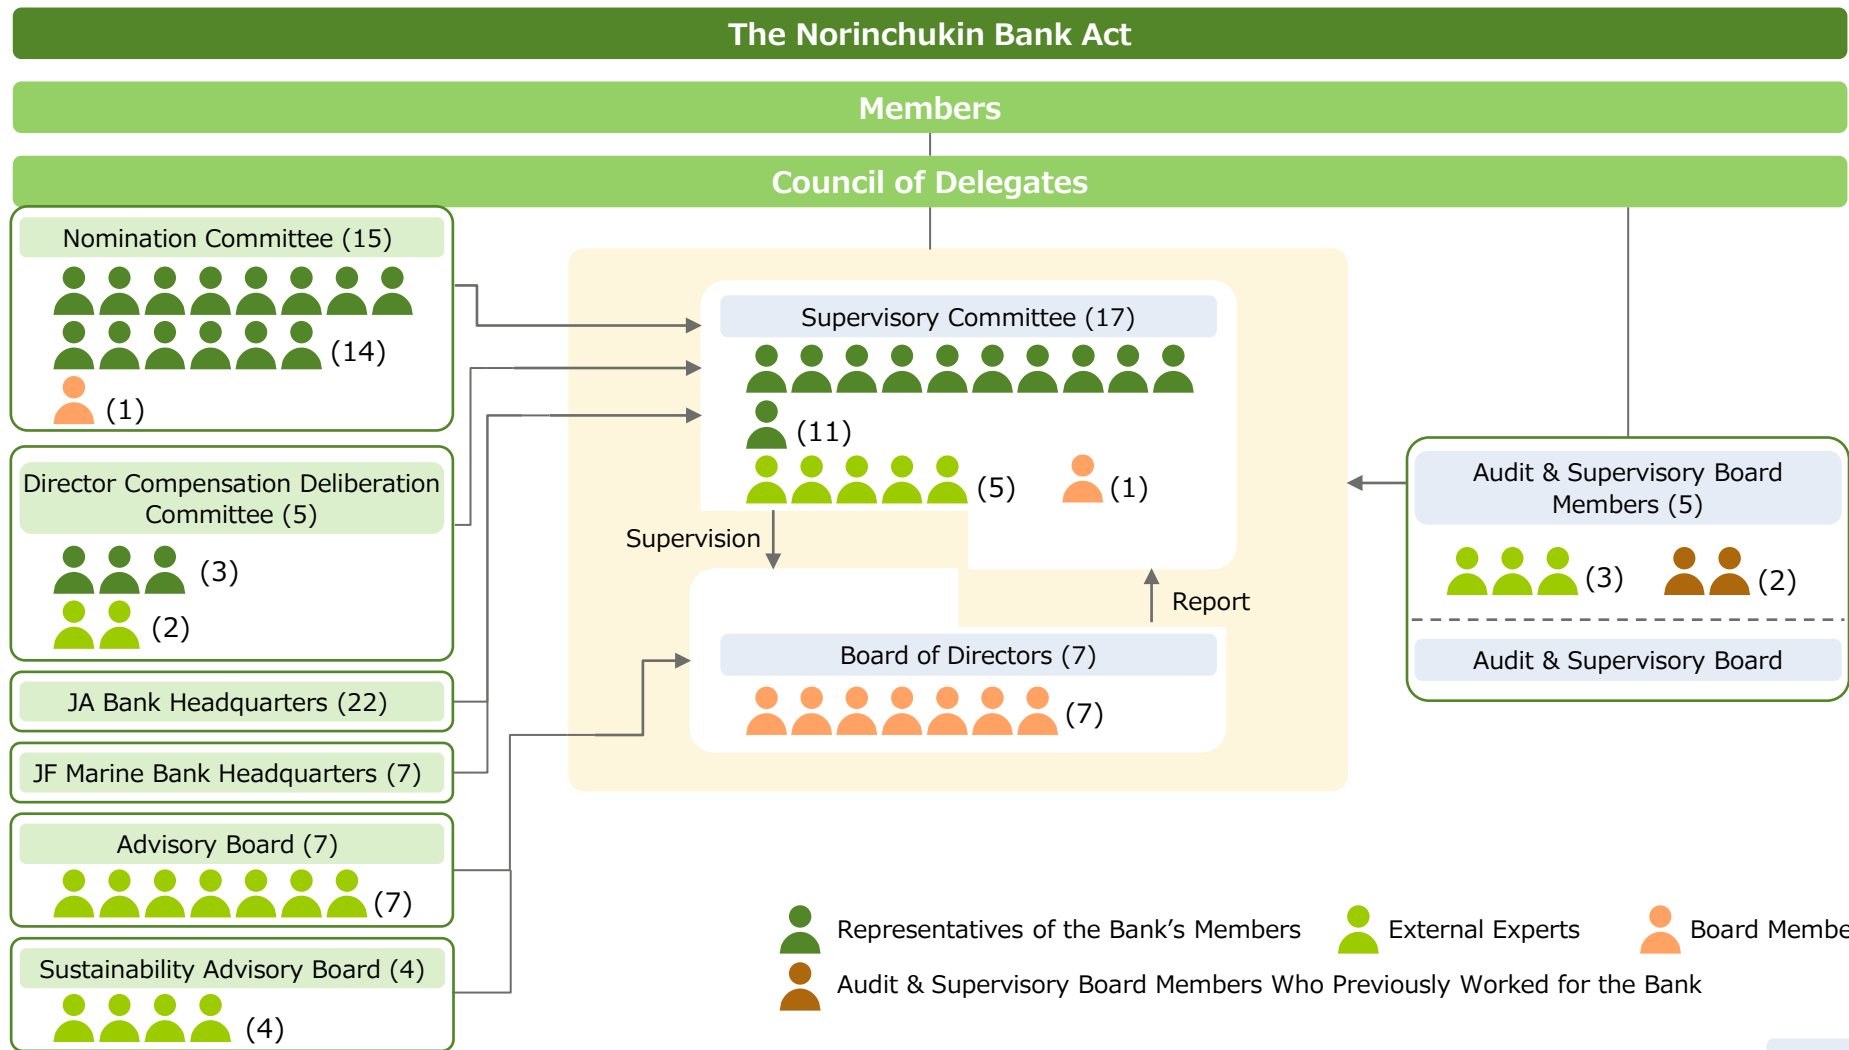 The Norinchukin Bank Act
Members
Council of Delegates
Nomination Committee (15)
(14)
(1)
Director Compensation Deliberation
Committee (5)
(3)
(2)
JA Bank Headquarters (22)
JF Marine Bank Headquarters (7)
Advisory Board (7)
(7)
Sustainability Advisory Board (4)
(4)
Supervisory Committee (17)
(11)
(5)
(1)
Supervision
Report
Board of Directors (7)
(7)
Audit & Supervisory Board
Members (5)
(3)
(2)
Audit & Supervisory Board
Representatives of the Bank’s Members
External Experts
Board
Audit & Supervisory Board Members Who Previously Worked for the Bank